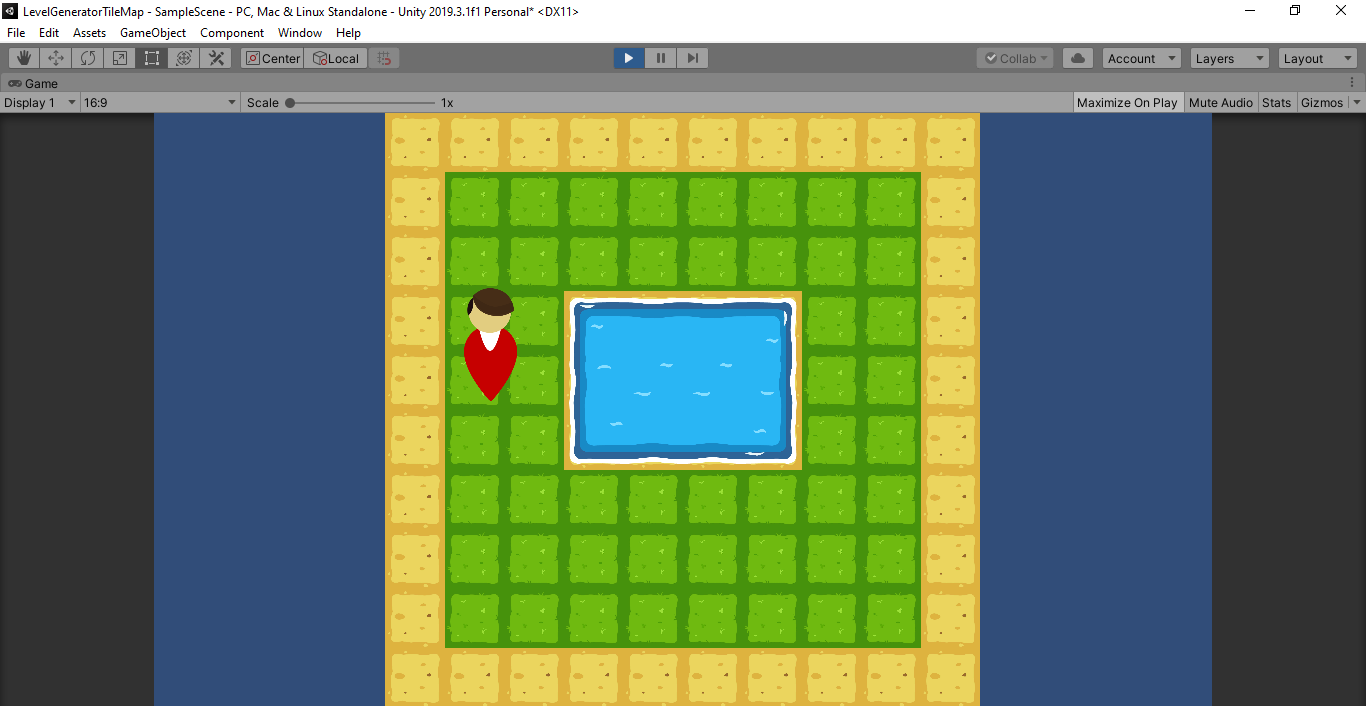 LevelGeneratorTileMap - SampleScene - PC, Mac & Linux Standalone - Unity 2019.3.1f1 Personal* <DX11>
File Edit Assets GameObject Component Window Help
Center Local Collab Account Layers Layout
Game
Display 1 16:9 Scale 1x Maximize On Play Mute Audio Stats Gizmos